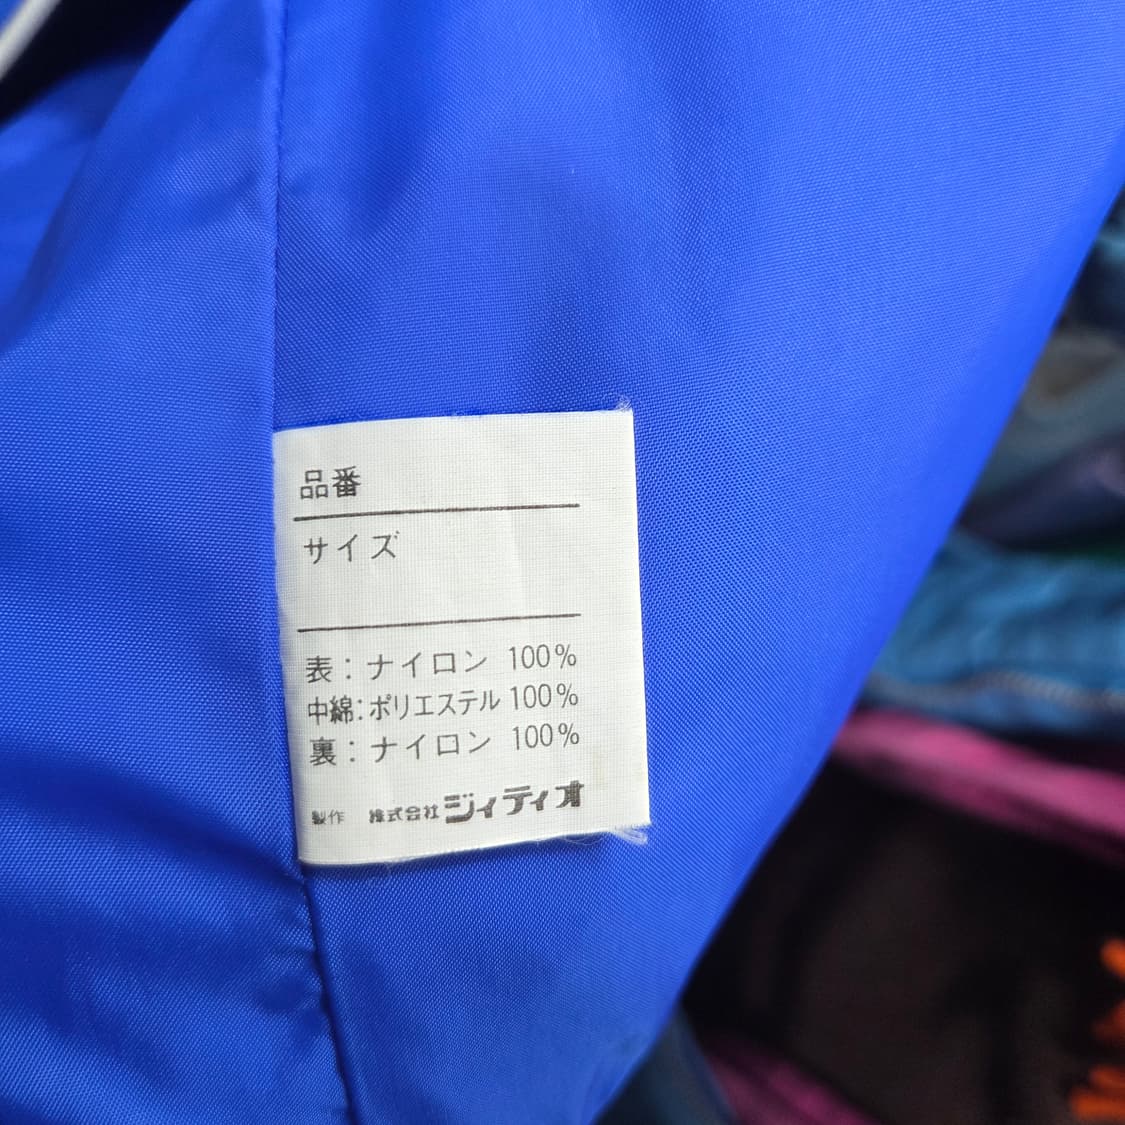 品番
サイズ
表：ナイロン 100%
中綿：ポリエステル 100%
裏：ナイロン 100%
製作 株式会社ジィティオ